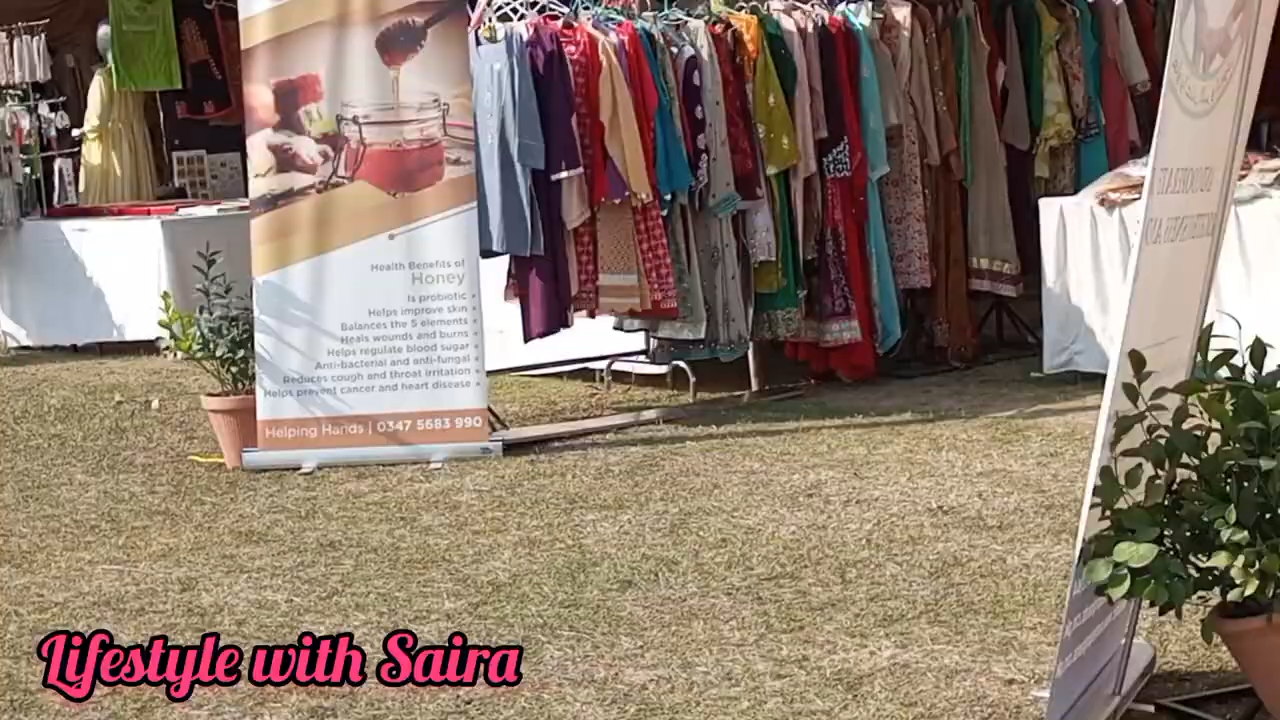 Health Benefits of
Honey
Is probiotic •
Helps improve skin •
Balances the 5 elements •
Heals wounds and burns •
Helps regulate blood sugar •
Anti-bacterial and anti-fungal •
Reduces cough and throat irritation •
Helps prevent cancer and heart disease •
Helping Hands | 0347 5683 990
Lifestyle with Saira